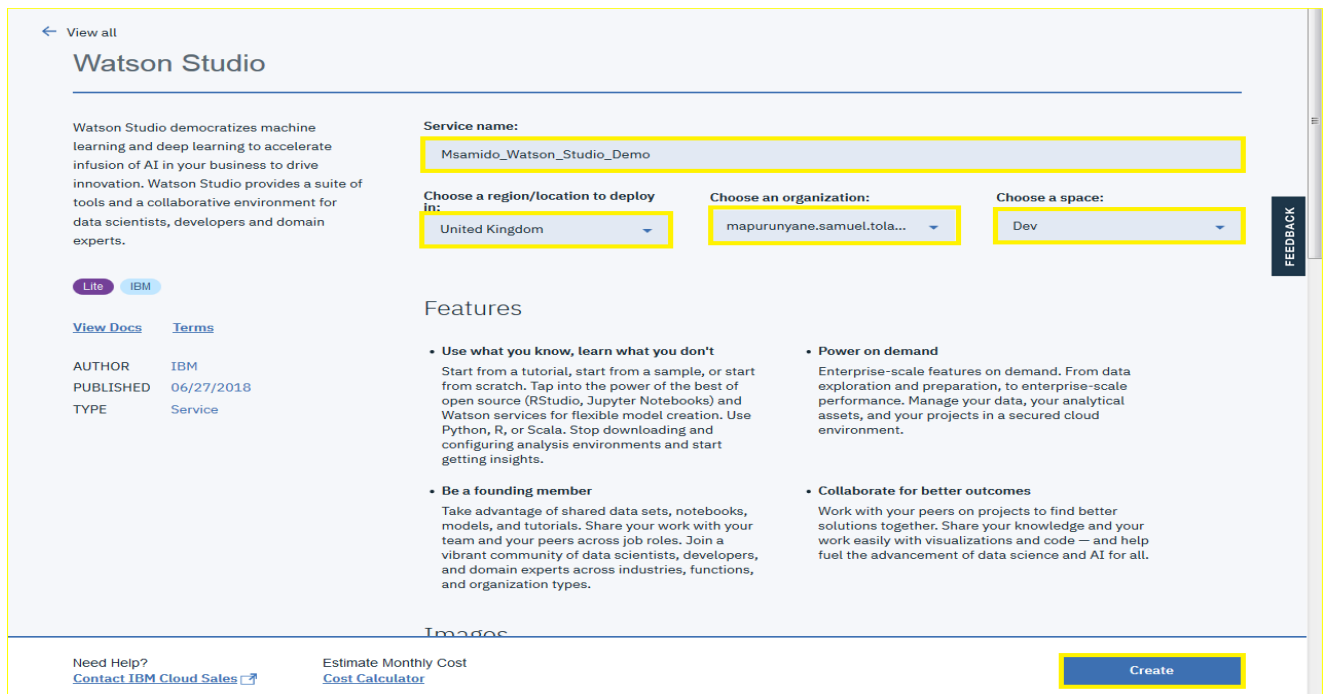 ← View all
Watson Studio
Watson Studio democratizes machine
learning and deep learning to accelerate
infusion of AI in your business to drive
innovation. Watson Studio provides a suite of
tools and a collaborative environment for
data scientists, developers and domain
experts.
Lite IBM
View Docs Terms
AUTHOR IBM
PUBLISHED 06/27/2018
TYPE Service
Service name:
Msamido_Watson_Studio_Demo
Choose a region/location to deploy
in:
United Kingdom
Choose an organization:
mapurunyane.samuel.tola...
Choose a space:
Dev
FEEDBACK
Features
• Use what you know, learn what you don't
Start from a tutorial, start from a sample, or start
from scratch. Tap into the power of the best of
open source (RStudio, Jupyter Notebooks) and
Watson services for flexible model creation. Use
Python, R, or Scala. Stop downloading and
configuring analysis environments and start
getting insights.
• Power on demand
Enterprise-scale features on demand. From data
exploration and preparation, to enterprise-scale
performance. Manage your data, your analytical
assets, and your projects in a secured cloud
environment.
• Be a founding member
Take advantage of shared data sets, notebooks,
models, and tutorials. Share your work with your
team and your peers across job roles. Join a
vibrant community of data scientists, developers,
and domain experts across industries, functions,
and organization types.
• Collaborate for better outcomes
Work with your peers on projects to find better
solutions together. Share your knowledge and your
work easily with visualizations and code — and help
fuel the advancement of data science and AI for all.
Images
Need Help?
Contact IBM Cloud Sales
Estimate Monthly Cost
Cost Calculator
Create